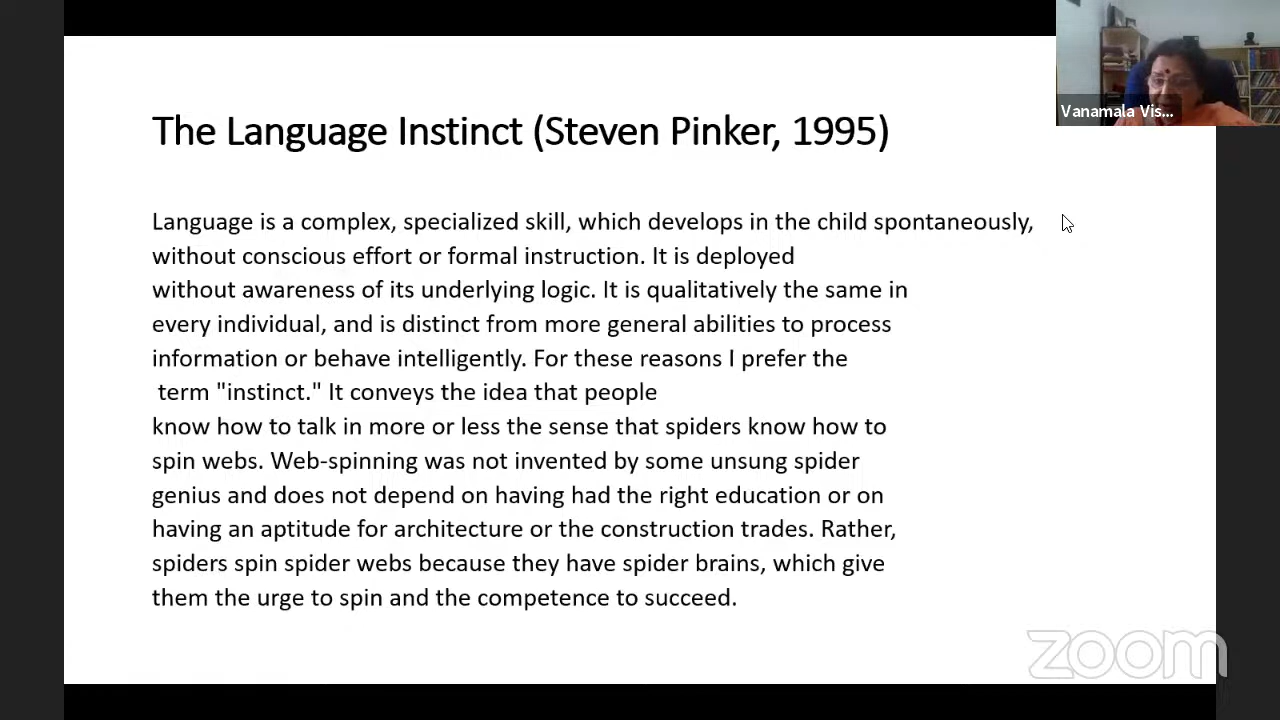 The Language Instinct (Steven Pinker, 1995)
Vanamala Vis...
Language is a complex, specialized skill, which develops in the child spontaneously,
without conscious effort or formal instruction. It is deployed
without awareness of its underlying logic. It is qualitatively the same in
every individual, and is distinct from more general abilities to process
information or behave intelligently. For these reasons I prefer the
term "instinct." It conveys the idea that people
know how to talk in more or less the sense that spiders know how to
spin webs. Web-spinning was not invented by some unsung spider
genius and does not depend on having had the right education or on
having an aptitude for architecture or the construction trades. Rather,
spiders spin spider webs because they have spider brains, which give
them the urge to spin and the competence to succeed.
zoom